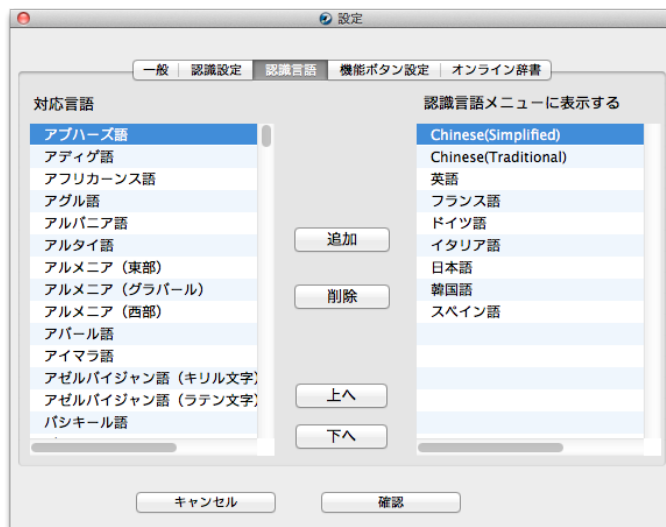 設定
一般
認識設定
認識言語
機能ボタン設定
オンライン辞書
対応言語
アブハーズ語
アディゲ語
アフリカーンス語
アグル語
アルバニア語
アルタイ語
アルメニア（東部）
アルメニア（グラバール）
アルメニア（西部）
アバール語
アイマラ語
アゼルバイジャン語（キリル文字）
アゼルバイジャン語（ラテン文字）
バシキール語
追加
削除
上へ
下へ
認識言語メニューに表示する
Chinese(Simplified)
Chinese(Traditional)
英語
フランス語
ドイツ語
イタリア語
日本語
韓国語
スペイン語
キャンセル
確認